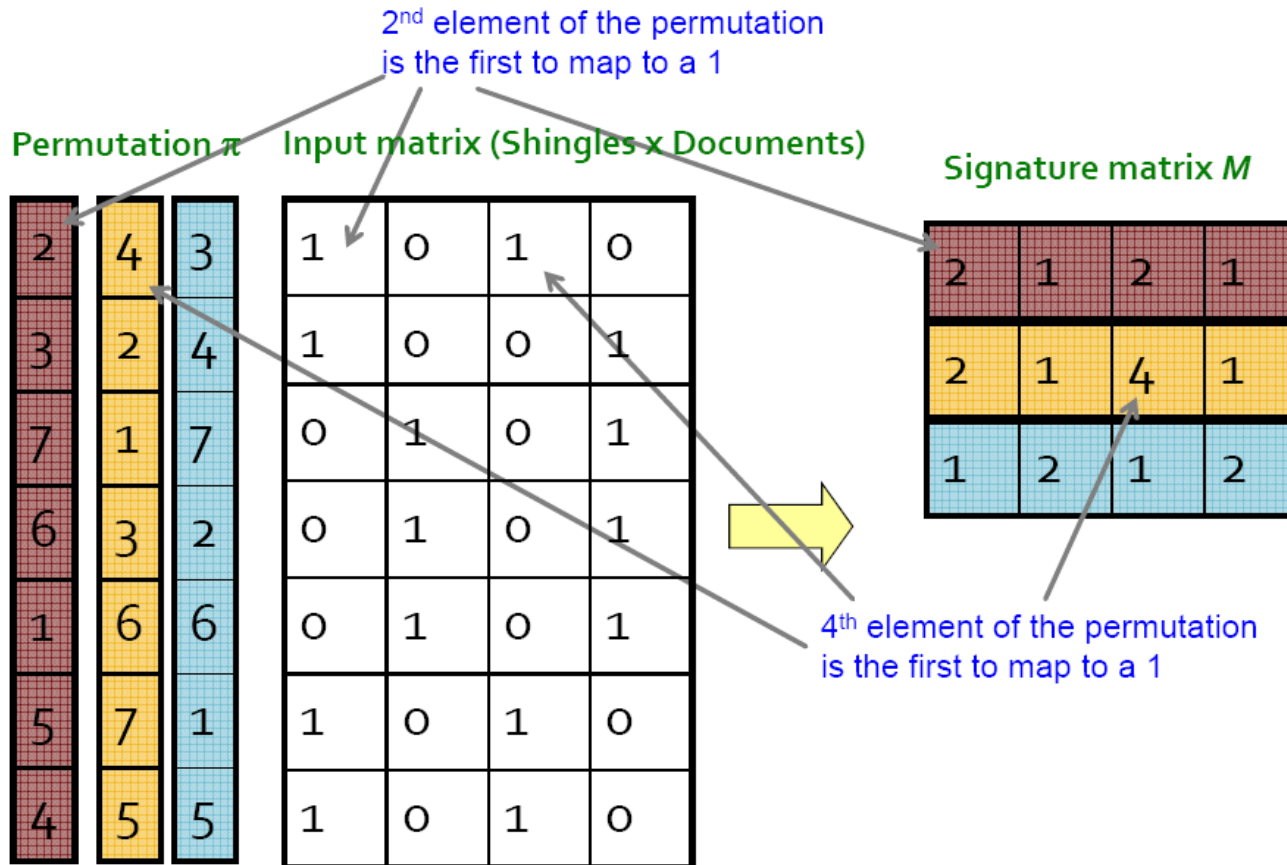 2nd element of the permutation
is the first to map to a 1
Permutation π
Input matrix (Shingles x Documents)
Signature matrix M
2 4 3 1 0 1 0
3 2 4 1 0 0 1
7 1 7 0 1 0 1
6 3 2 0 1 0 1
1 6 6 0 1 0 1
5 7 1 1 0 1 0
4 5 5 1 0 1 0
2 1 2 1
2 1 4 1
1 2 1 2
4th element of the permutation
is the first to map to a 1